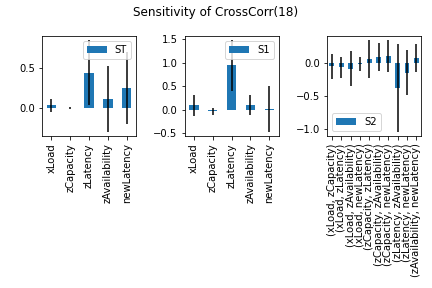 Sensitivity of CrossCorr(18)
ST
0.5
0.0
xLoad
zCapacity
zLatency
zAvailability
newLatency
S1
1.5
1.0
0.5
0.0
−0.5
xLoad
zCapacity
zLatency
zAvailability
newLatency
0.0
−0.5
−1.0
S2
(xLoad, zCapacity)
(xLoad, zLatency)
(xLoad, zAvailability)
(xLoad, newLatency)
(zCapacity, zLatency)
(zCapacity, zAvailability)
(zCapacity, newLatency)
(zLatency, zAvailability)
(zLatency, newLatency)
(zAvailability, newLatency)